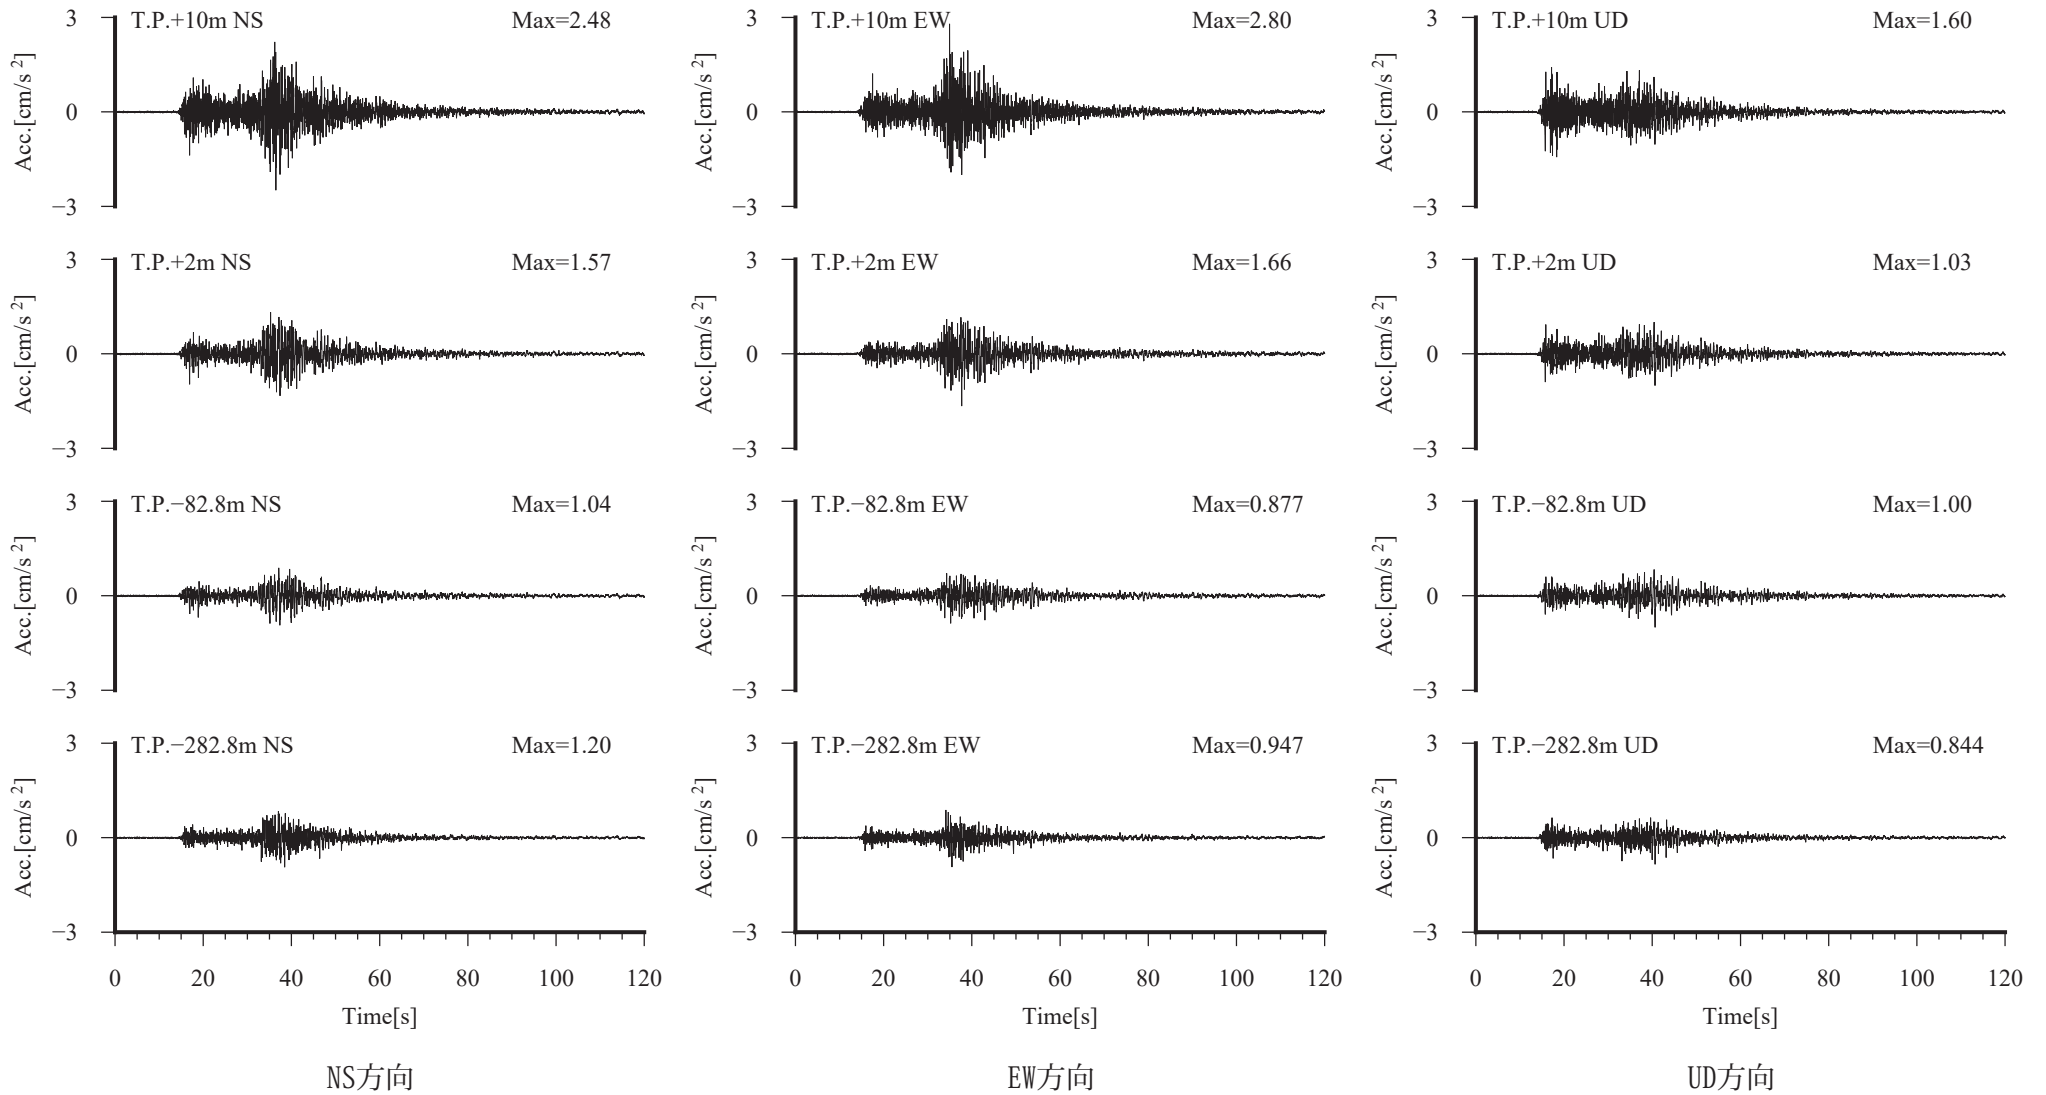 3 T.P.+10m NS Max=2.48
Acc.[cm/s ²]
0
−3
3 T.P.+2m NS Max=1.57
Acc.[cm/s ²]
0
−3
3 T.P.−82.8m NS Max=1.04
Acc.[cm/s ²]
0
−3
3 T.P.−282.8m NS Max=1.20
Acc.[cm/s ²]
0
−3
0 20 40 60 80 100 120
Time[s]
NS方向
3 T.P.+10m EW Max=2.80
Acc.[cm/s ²]
0
−3
3 T.P.+2m EW Max=1.66
Acc.[cm/s ²]
0
−3
3 T.P.−82.8m EW Max=0.877
Acc.[cm/s ²]
0
−3
3 T.P.−282.8m EW Max=0.947
Acc.[cm/s ²]
0
−3
0 20 40 60 80 100 120
Time[s]
EW方向
3 T.P.+10m UD Max=1.60
Acc.[cm/s ²]
0
−3
3 T.P.+2m UD Max=1.03
Acc.[cm/s ²]
0
−3
3 T.P.−82.8m UD Max=1.00
Acc.[cm/s ²]
0
−3
3 T.P.−282.8m UD Max=0.844
Acc.[cm/s ²]
0
−3
0 20 40 60 80 100 120
Time[s]
UD方向